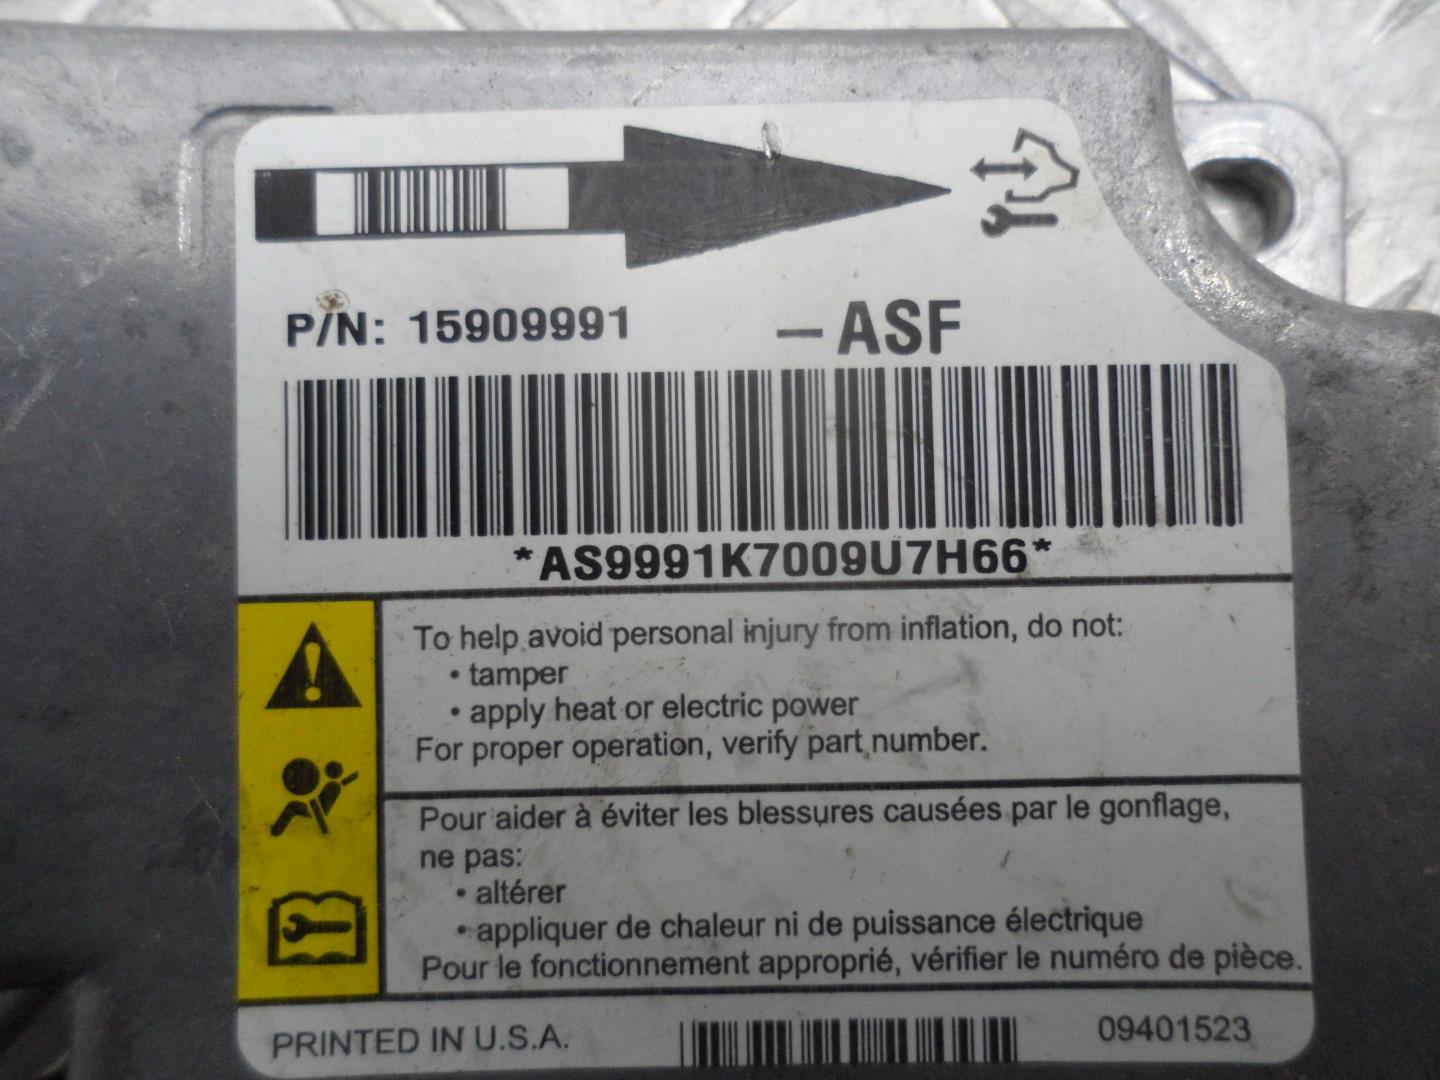 P/N: 15909991 –ASF
*AS9991K7009U7H66*
To help avoid personal injury from inflation, do not:
• tamper
• apply heat or electric power
For proper operation, verify part number.
Pour aider à éviter les blessures causées par le gonflage,
ne pas:
• altérer
• appliquer de chaleur ni de puissance électrique
Pour le fonctionnement approprié, vérifier le numéro de pièce.
PRINTED IN U.S.A. 09401523